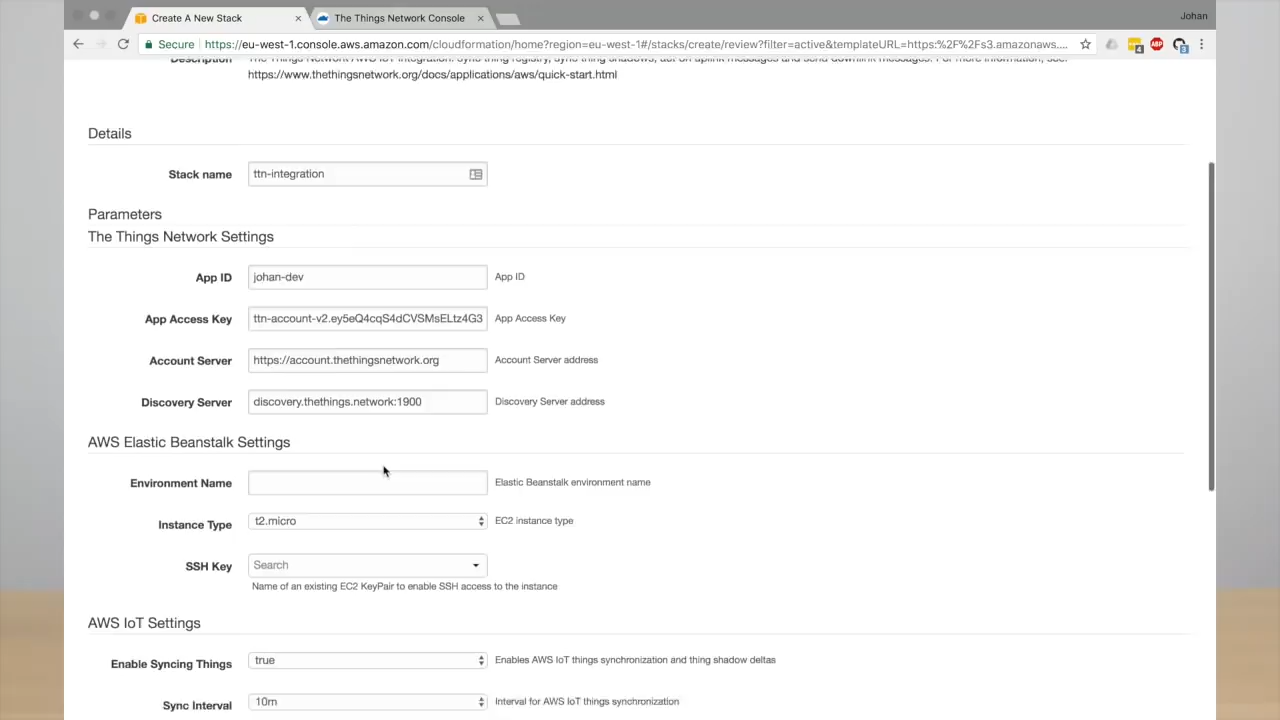 Create A New Stack
The Things Network Console
Johan
Secure
https://eu-west-1.console.aws.amazon.com/cloudformation/home?region=eu-west-1#/stacks/create/review?filter=active&templateURL=https:%2F%2Fs3.amazonaws....
4
ABP
3
Description
The Things Network AWS IoT Integration: sync thing registry, sync thing shadows, act on uplink messages and send downlink messages. For more information, see:
https://www.thethingsnetwork.org/docs/applications/aws/quick-start.html
Details
Stack name
ttn-integration
Parameters
The Things Network Settings
App ID
johan-dev
App ID
App Access Key
ttn-account-v2.ey5eQ4cqS4dCVSMsELtz4G3
App Access Key
Account Server
https://account.thethingsnetwork.org
Account Server address
Discovery Server
discovery.thethings.network:1900
Discovery Server address
AWS Elastic Beanstalk Settings
Environment Name
Elastic Beanstalk environment name
Instance Type
t2.micro
EC2 instance type
SSH Key
Search
Name of an existing EC2 KeyPair to enable SSH access to the instance
AWS IoT Settings
Enable Syncing Things
true
Enables AWS IoT things synchronization and thing shadow deltas
Sync Interval
10m
Interval for AWS IoT things synchronization